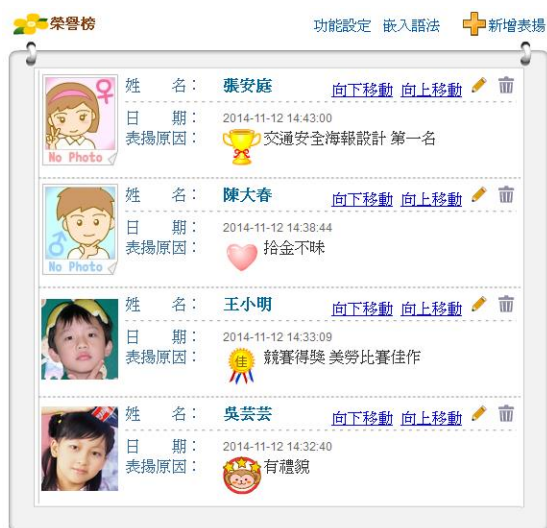 榮譽榜 功能設定 嵌入語法 新增表揚
姓 名： 張安庭 向下移動 向上移動
日 期： 2014-11-12 14:43:00
表揚原因： 交通安全海報設計 第一名
No Photo
姓 名： 陳大春 向下移動 向上移動
日 期： 2014-11-12 14:38:44
表揚原因： 拾金不昧
No Photo
姓 名： 王小明 向下移動 向上移動
日 期： 2014-11-12 14:33:09
表揚原因： 佳 競賽得獎 美勞比賽佳作
姓 名： 吳芸芸 向下移動 向上移動
日 期： 2014-11-12 14:32:40
表揚原因： 有禮貌